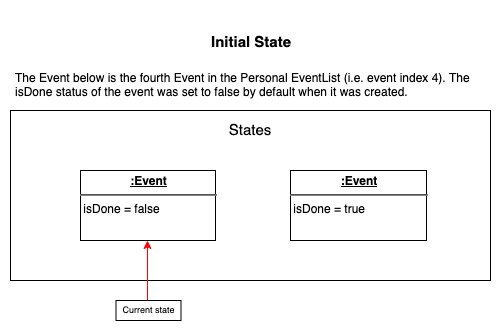 Initial State
The Event below is the fourth Event in the Personal EventList (i.e. event index 4). The
isDone status of the event was set to false by default when it was created.
States
:Event
isDone = false
:Event
isDone = true
Current state